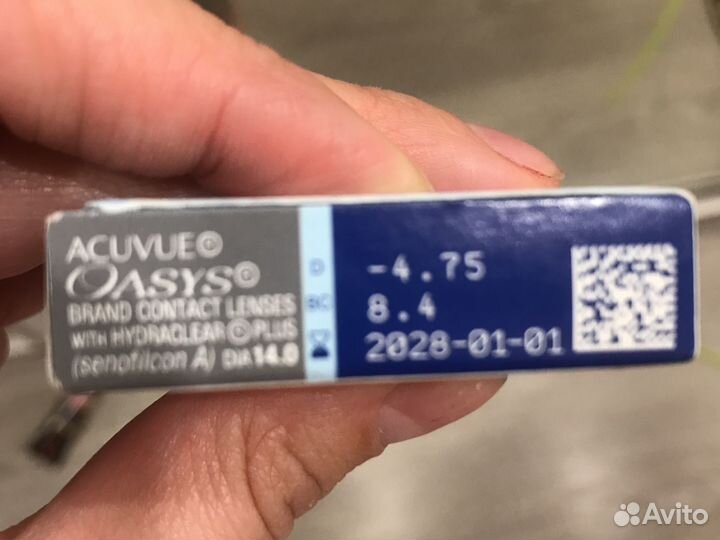 ACUVUE®
OASYS®
BRAND CONTACT LENSES
WITH HYDRACLEAR® PLUS
(senofilcon A) DIA 14.0
D -4.75
BC 8.4
2028-01-01
Avito